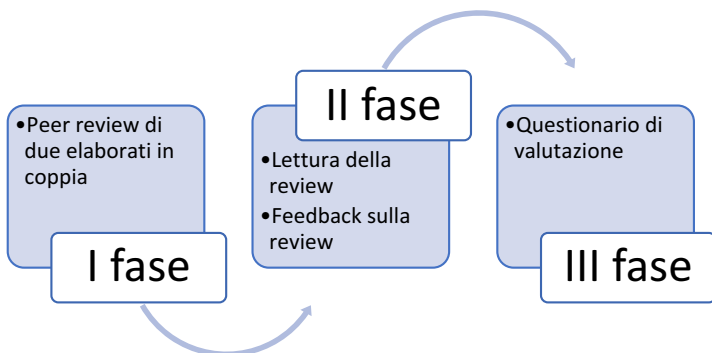 •Peer review di
due elaborati in
coppia
I fase
II fase
•Lettura della
review
•Feedback sulla
review
•Questionario di
valutazione
III fase